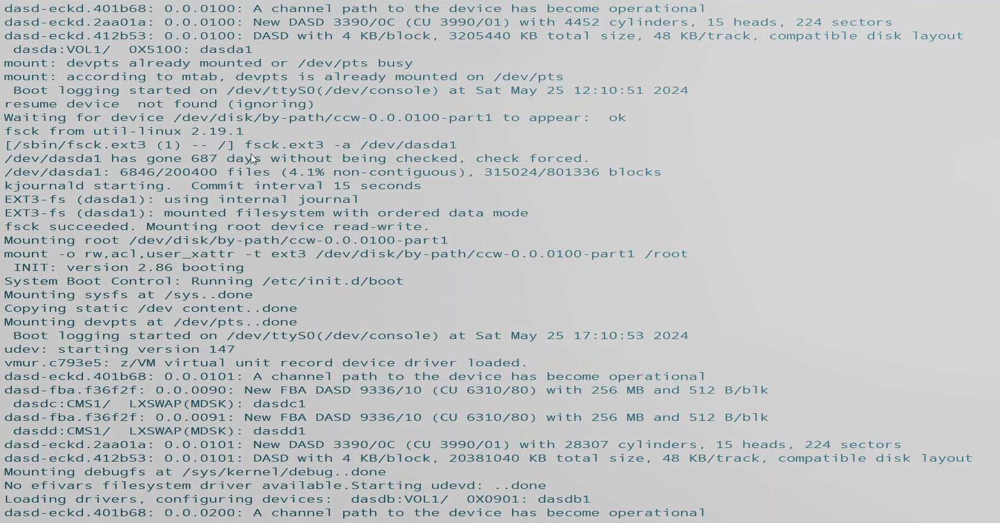 dasd-eckd.401b68: 0.0.0100: A channel path to the device has become operational
dasd-eckd.2aa01a: 0.0.0100: New DASD 3390/0C (CU 3990/01) with 4452 cylinders, 15 heads, 224 sectors
dasd-eckd.412b53: 0.0.0100: DASD with 4 KB/block, 3205440 KB total size, 48 KB/track, compatible disk layout
 dasda:VOL1/  0X5100: dasda1
mount: devpts already mounted or /dev/pts busy
mount: according to mtab, devpts is already mounted on /dev/pts
 Boot logging started on /dev/ttyS0(/dev/console) at Sat May 25 12:10:51 2024
resume device  not found (ignoring)
Waiting for device /dev/disk/by-path/ccw-0.0.0100-part1 to appear:  ok
fsck from util-linux 2.19.1
[/sbin/fsck.ext3 (1) -- /] fsck.ext3 -a /dev/dasda1
/dev/dasda1 has gone 687 days without being checked, check forced.
/dev/dasda1: 6846/200400 files (4.1% non-contiguous), 315024/801336 blocks
kjournald starting.  Commit interval 15 seconds
EXT3-fs (dasda1): using internal journal
EXT3-fs (dasda1): mounted filesystem with ordered data mode
fsck succeeded. Mounting root device read-write.
Mounting root /dev/disk/by-path/ccw-0.0.0100-part1
mount -o rw,acl,user_xattr -t ext3 /dev/disk/by-path/ccw-0.0.0100-part1 /root
 INIT: version 2.86 booting
System Boot Control: Running /etc/init.d/boot
Mounting sysfs at /sys..done
Copying static /dev content..done
Mounting devpts at /dev/pts..done
 Boot logging started on /dev/ttyS0(/dev/console) at Sat May 25 17:10:53 2024
udev: starting version 147
vmur.c793e5: z/VM virtual unit record device driver loaded.
dasd-eckd.401b68: 0.0.0101: A channel path to the device has become operational
dasd-fba.f36f2f: 0.0.0090: New FBA DASD 9336/10 (CU 6310/80) with 256 MB and 512 B/blk
 dasdc:CMS1/  LXSWAP(MDSK): dasdc1
dasd-fba.f36f2f: 0.0.0091: New FBA DASD 9336/10 (CU 6310/80) with 256 MB and 512 B/blk
 dasdd:CMS1/  LXSWAP(MDSK): dasdd1
dasd-eckd.2aa01a: 0.0.0101: New DASD 3390/0C (CU 3990/01) with 28307 cylinders, 15 heads, 224 sectors
dasd-eckd.412b53: 0.0.0101: DASD with 4 KB/block, 20381040 KB total size, 48 KB/track, compatible disk layout
Mounting debugfs at /sys/kernel/debug..done
No efivars filesystem driver available.Starting udevd: ..done
Loading drivers, configuring devices:  dasdb:VOL1/  0X0901: dasdb1
dasd-eckd.401b68: 0.0.0200: A channel path to the device has become operational